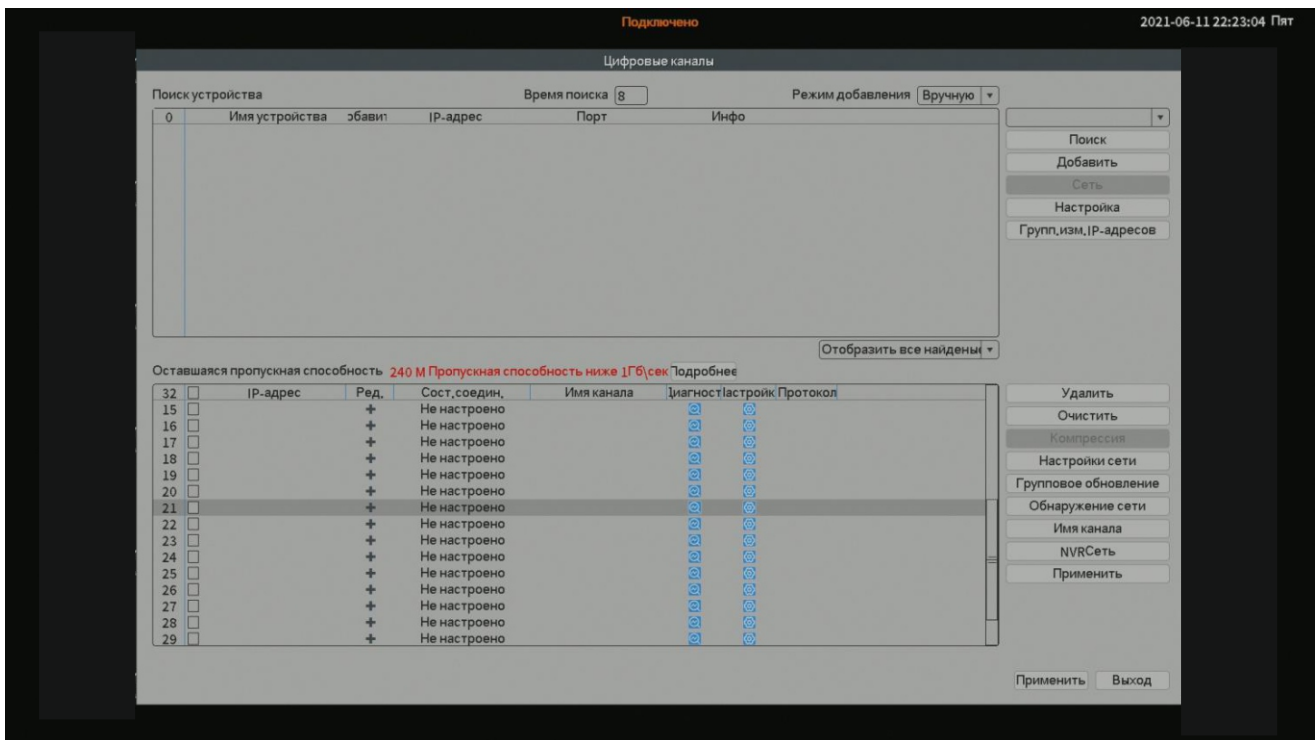 Подключено
2021-06-11 22:23:04 Пят
Цифровые каналы
Поиск устройства Время поиска 8 Режим добавления Вручную
0 Имя устройства обавит IP-адрес Порт Инфо
Поиск
Добавить
Сеть
Настройка
Групп.изм.IP-адресов
Отобразить все найдены
Оставшаяся пропускная способность 240 M Пропускная способность ниже 1Гб\сек Подробнее
32 IP-адрес Ред. Сост.соедин. Имя канала Диагност Настройк Протокол
15 Не настроено
16 Не настроено
17 Не настроено
18 Не настроено
19 Не настроено
20 Не настроено
21 Не настроено
22 Не настроено
23 Не настроено
24 Не настроено
25 Не настроено
26 Не настроено
27 Не настроено
28 Не настроено
29 Не настроено
Удалить
Очистить
Компрессия
Настройки сети
Групповое обновление
Обнаружение сети
Имя канала
NVRСеть
Применить
Применить Выход